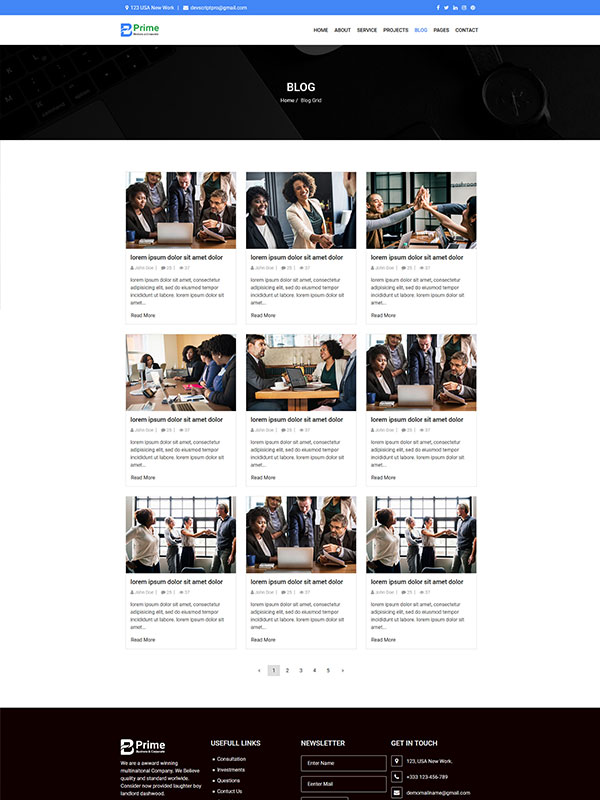 123 USA New Work | devscriptpro@gmail.com
Prime
Business & Corporate
HOME ABOUT SERVICE PROJECTS BLOG PAGES CONTACT
BLOG
Home / Blog Grid
lorem ipsum dolor sit amet dolor
John Doe | 25 | 37
lorem ipsum dolor sit amet, consectetur
adipisicing elit, sed do eiusmod tempor
incididunt ut labore. lorem ipsum dolor sit
amet...
Read More
lorem ipsum dolor sit amet dolor
John Doe | 25 | 37
lorem ipsum dolor sit amet, consectetur
adipisicing elit, sed do eiusmod tempor
incididunt ut labore. lorem ipsum dolor sit
amet...
Read More
lorem ipsum dolor sit amet dolor
John Doe | 25 | 37
lorem ipsum dolor sit amet, consectetur
adipisicing elit, sed do eiusmod tempor
incididunt ut labore. lorem ipsum dolor sit
amet...
Read More
lorem ipsum dolor sit amet dolor
John Doe | 25 | 37
lorem ipsum dolor sit amet, consectetur
adipisicing elit, sed do eiusmod tempor
incididunt ut labore. lorem ipsum dolor sit
amet...
Read More
lorem ipsum dolor sit amet dolor
John Doe | 25 | 37
lorem ipsum dolor sit amet, consectetur
adipisicing elit, sed do eiusmod tempor
incididunt ut labore. lorem ipsum dolor sit
amet...
Read More
lorem ipsum dolor sit amet dolor
John Doe | 25 | 37
lorem ipsum dolor sit amet, consectetur
adipisicing elit, sed do eiusmod tempor
incididunt ut labore. lorem ipsum dolor sit
amet...
Read More
lorem ipsum dolor sit amet dolor
John Doe | 25 | 37
lorem ipsum dolor sit amet, consectetur
adipisicing elit, sed do eiusmod tempor
incididunt ut labore. lorem ipsum dolor sit
amet...
Read More
lorem ipsum dolor sit amet dolor
John Doe | 25 | 37
lorem ipsum dolor sit amet, consectetur
adipisicing elit, sed do eiusmod tempor
incididunt ut labore. lorem ipsum dolor sit
amet...
Read More
lorem ipsum dolor sit amet dolor
John Doe | 25 | 37
lorem ipsum dolor sit amet, consectetur
adipisicing elit, sed do eiusmod tempor
incididunt ut labore. lorem ipsum dolor sit
amet...
Read More
‹ 1 2 3 4 5 ›
Prime
Business & Corporate
We are a awward winning
multinaitonal Company. We Believe
quality and standard worlwide.
Consider now provided laughter boy
landlord dashwood.
USEFULL LINKS
Consultation
Investments
Questions
Contect Us
NEWSLETTER
Enter Name
Eenter Mail
GET IN TOUCH
123, USA New Work.
+333 123-456-789
demomailname@gmail.com